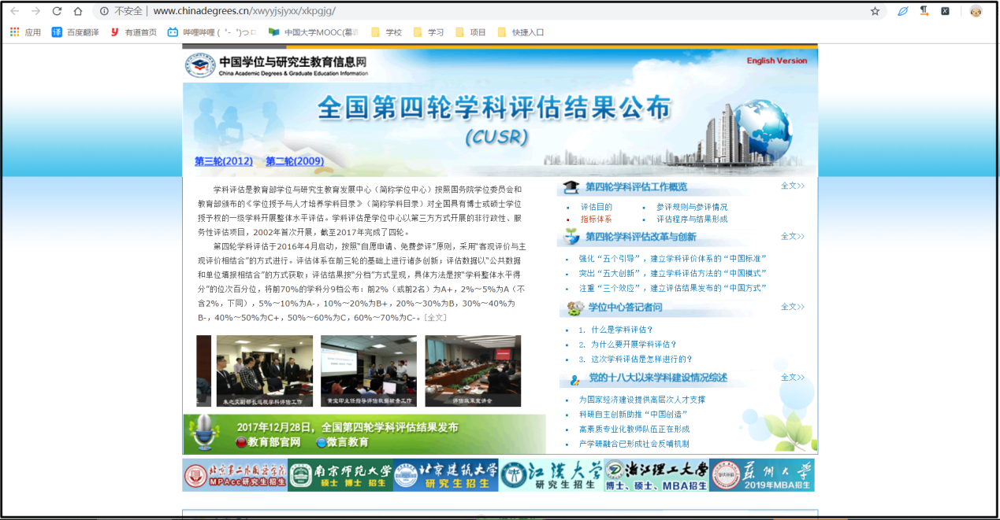 不安全 | www.chinadegrees.cn/xwyyjsjyxx/xkpgjg/
应用 百度翻译 有道首页 哔哩哔哩 ( ゜- ゜)つロ 中国大学MOOC(慕 学校 学习 项目 快捷入口
中国学位与研究生教育信息网
China Academic Degrees & Graduate Education Information
English Version
全国第四轮学科评估结果公布
(CUSR)
第三轮(2012) 第二轮(2009)
学科评估是教育部学位与研究生教育发展中心（简称学位中心）按照国务院学位委员会和
教育部颁布的《学位授予与人才培养学科目录》（简称学科目录）对全国具有博士或硕士学位
授予权的一级学科开展整体水平评估。学科评估是学位中心以第三方方式开展的非行政性、服
务性评估项目，2002年首次开展，截至2017年完成了四轮。
第四轮学科评估于2016年4月启动，按照“自愿申请、免费参评”原则，采用“客观评价与主
观评价相结合”的方式进行。评估体系在前三轮的基础上进行诸多创新；评估数据以“公共数据
和单位填报相结合”的方式获取；评估结果按“分档”方式呈现，具体方法是按“学科整体水平得
分”的位次百分位，将前70%的学科分9档公布：前2%（或前2名）为A+，2%～5%为A（不
含2%，下同），5%～10%为A-，10%～20%为B+，20%～30%为B，30%～40%为
B-，40%～50%为C+，50%～60%为C，60%～70%为C-。[全文]
朱之文副部长巡视学科评估工作
黄宝印主任指导评估数据核查工作
评估政策宣讲会
2017年12月28日，全国第四轮学科评估结果发布
教育部官网 微言教育
第四轮学科评估工作概览 全文>>
评估目的 参评规则与参评情况
指标体系 评估程序与结果形成
第四轮学科评估改革与创新 全文>>
强化“五个引导”，建立学科评价体系的“中国标准”
突出“五大创新”，建立学科评估方法的“中国模式”
注重“三个效应”，建立评估结果发布的“中国方式”
学位中心答记者问 全文>>
1. 什么是学科评估？
2. 为什么要开展学科评估？
3. 这次学科评估是怎样进行的？
党的十八大以来学科建设情况综述 全文>>
为国家经济建设提供高层次人才支撑
科研自主创新助推“中国创造”
高素质专业化教师队伍正在形成
产学研融合已形成社会反哺机制
北京第二外国语学院 南京师范大学 北京建筑大学 江汉大学 浙江理工大学 苏州大学
MPAcc研究生招生 硕士 博士 招生 研究生招生 研究生招生 博士、硕士、MBA招生 2019年MBA招生